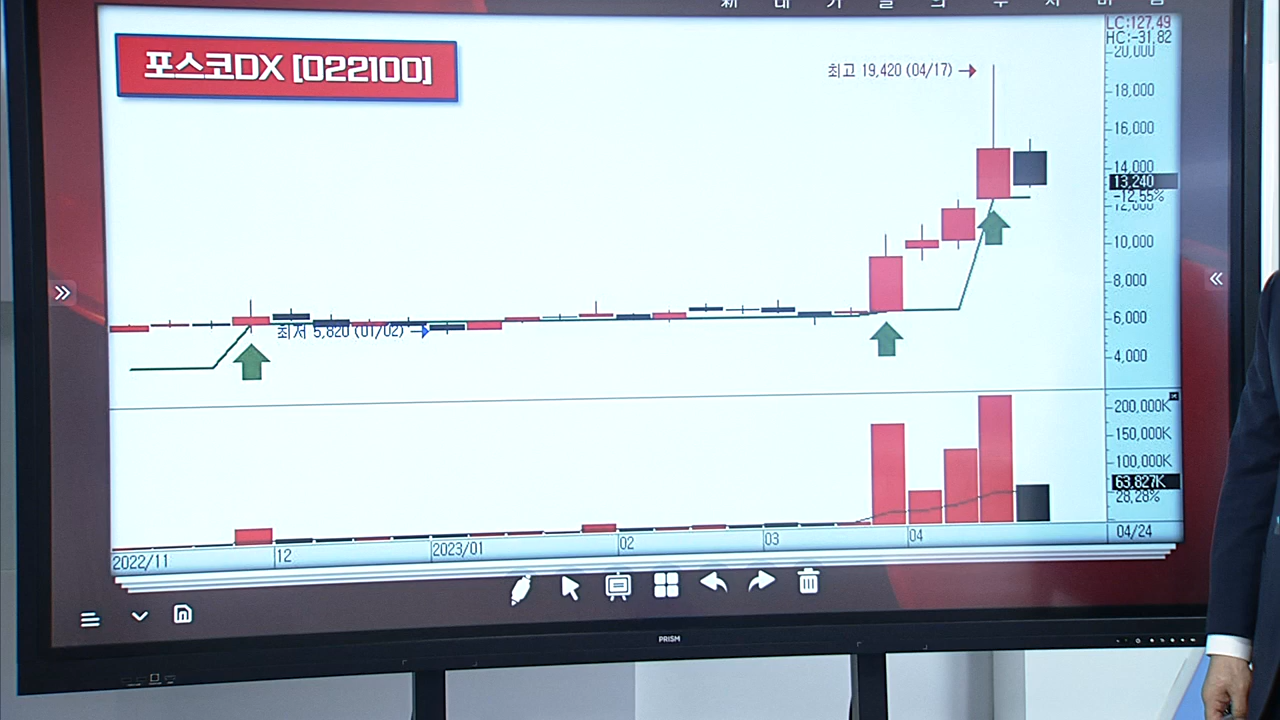 LC:127,49
HC:-31,82
포스코DX [022100]
최고 19,420 (04/17)
20,000
18,000
16,000
14,000
13,240
-12,55%
12,000
10,000
8,000
6,000
4,000
최저 5,820 (01/02)
200,000K
150,000K
100,000K
63,827K
28,28%
2022/11
12
2023/01
02
03
04
04/24
PRISM